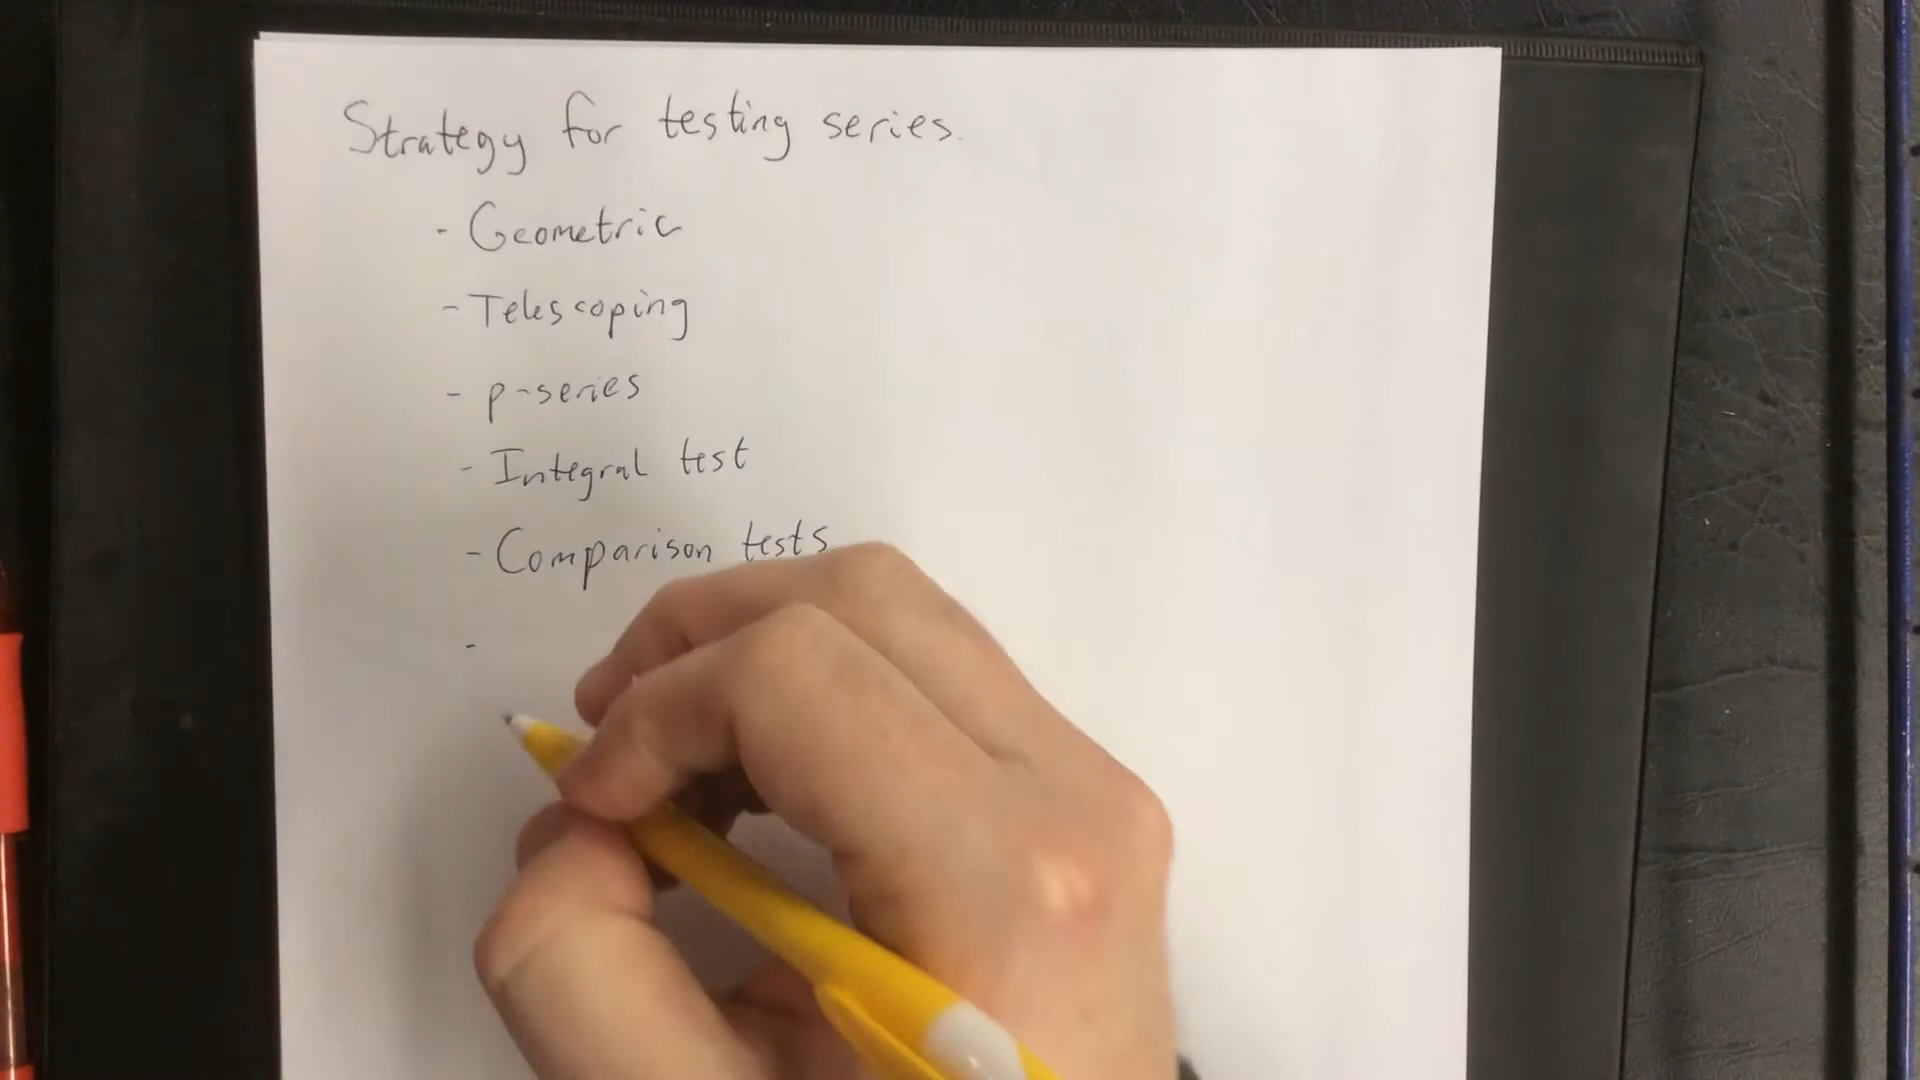 Strategy for testing series.
- Geometric
- Telescoping
- p-series
- Integral test
- Comparison tests
-